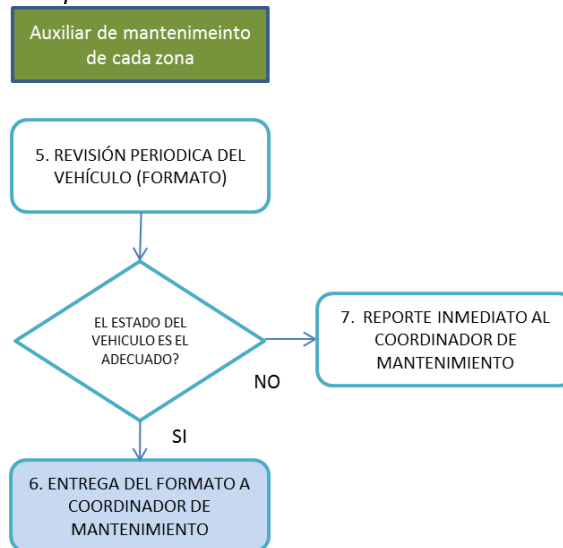 Auxiliar de mantenimeinto
de cada zona
5. REVISIÓN PERIODICA DEL
VEHÍCULO (FORMATO)
EL ESTADO DEL
VEHICULO ES EL
ADECUADO?
7. REPORTE INMEDIATO AL
COORDINADOR DE
MANTENIMIENTO
NO
SI
6. ENTREGA DEL FORMATO A
COORDINADOR DE
MANTENIMIENTO